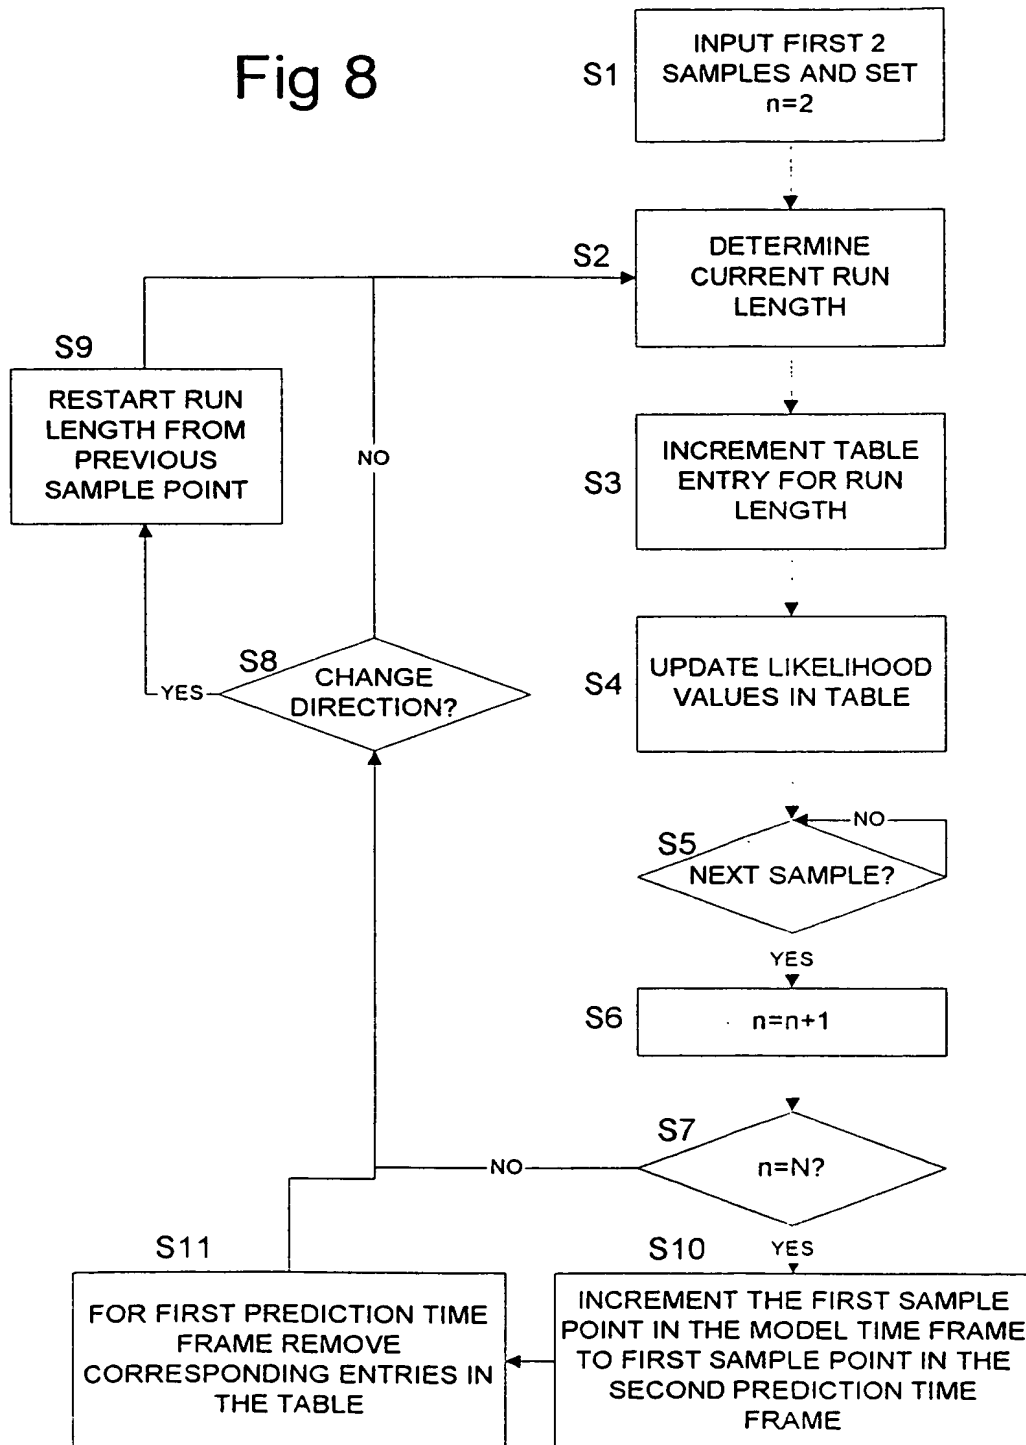 Fig 8
S1
INPUT FIRST 2
SAMPLES AND SET
n=2
S2
DETERMINE
CURRENT RUN
LENGTH
S9
RESTART RUN
LENGTH FROM
PREVIOUS
SAMPLE POINT
NO
S3
INCREMENT TABLE
ENTRY FOR RUN
LENGTH
S8
CHANGE
DIRECTION?
YES
S4
UPDATE LIKELIHOOD
VALUES IN TABLE
NO
S5
NEXT SAMPLE?
YES
S6
n=n+1
S7
n=N?
NO
YES
S11
FOR FIRST PREDICTION TIME
FRAME REMOVE
CORRESPONDING ENTRIES IN
THE TABLE
S10
INCREMENT THE FIRST SAMPLE
POINT IN THE MODEL TIME FRAME
TO FIRST SAMPLE POINT IN THE
SECOND PREDICTION TIME
FRAME